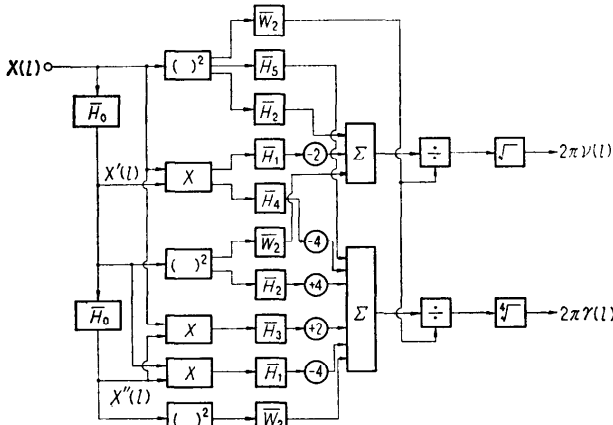 W̅₂
X(l) ( )² H̅₅
H̅₀ H̅₂
X'(l) X H̅₁ -2 Σ ÷ √ 2πν(l)
H̅₄
W̅₂ -4
( )² H̅₂ +4
H̅₀ X H̅₃ +2 Σ ÷ ∜ 2πγ(l)
X H̅₁ -4
X''(l)
( )² W̅₂